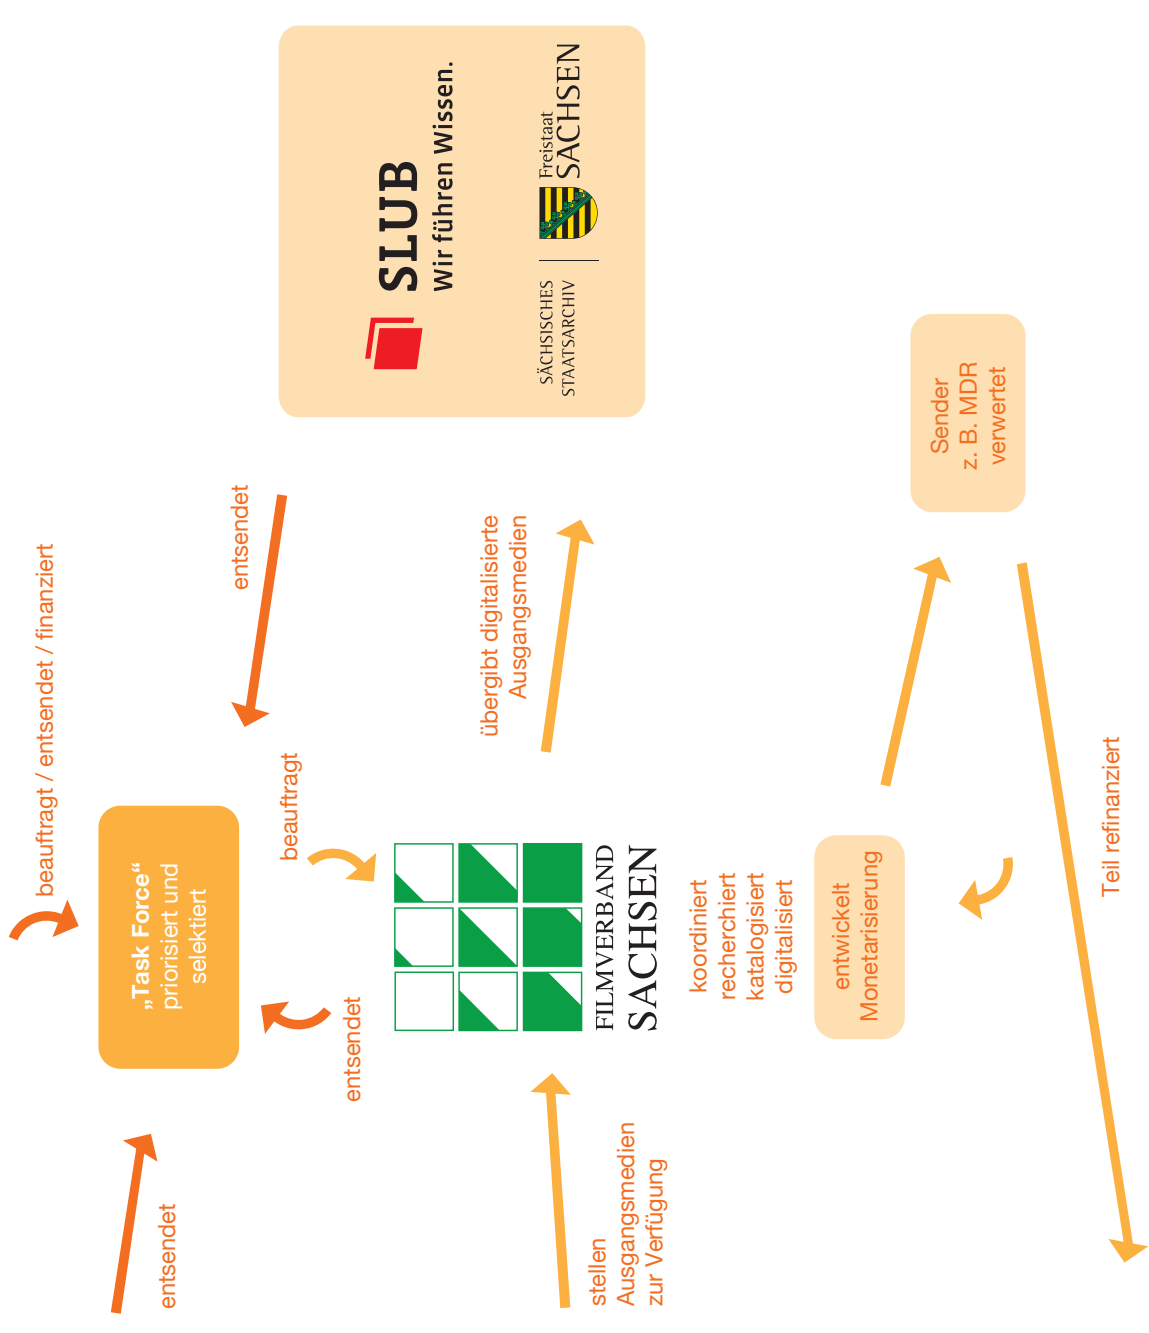 beauftragt / entsendet / finanziert
„Task Force“
priorisiert und
selektiert
entsendet
entsendet
beauftragt
entsendet
SLUB
Wir führen Wissen.
SÄCHSISCHES
STAATSARCHIV
Freistaat
SACHSEN
übergibt digitalisierte
Ausgangsmedien
FILMVERBAND
SACHSEN
stellen
Ausgangsmedien
zur Verfügung
koordiniert
recherchiert
katalogisiert
digitalisiert
entwickelt
Monetarisierung
Sender
z. B. MDR
verwertet
Teil refinanziert